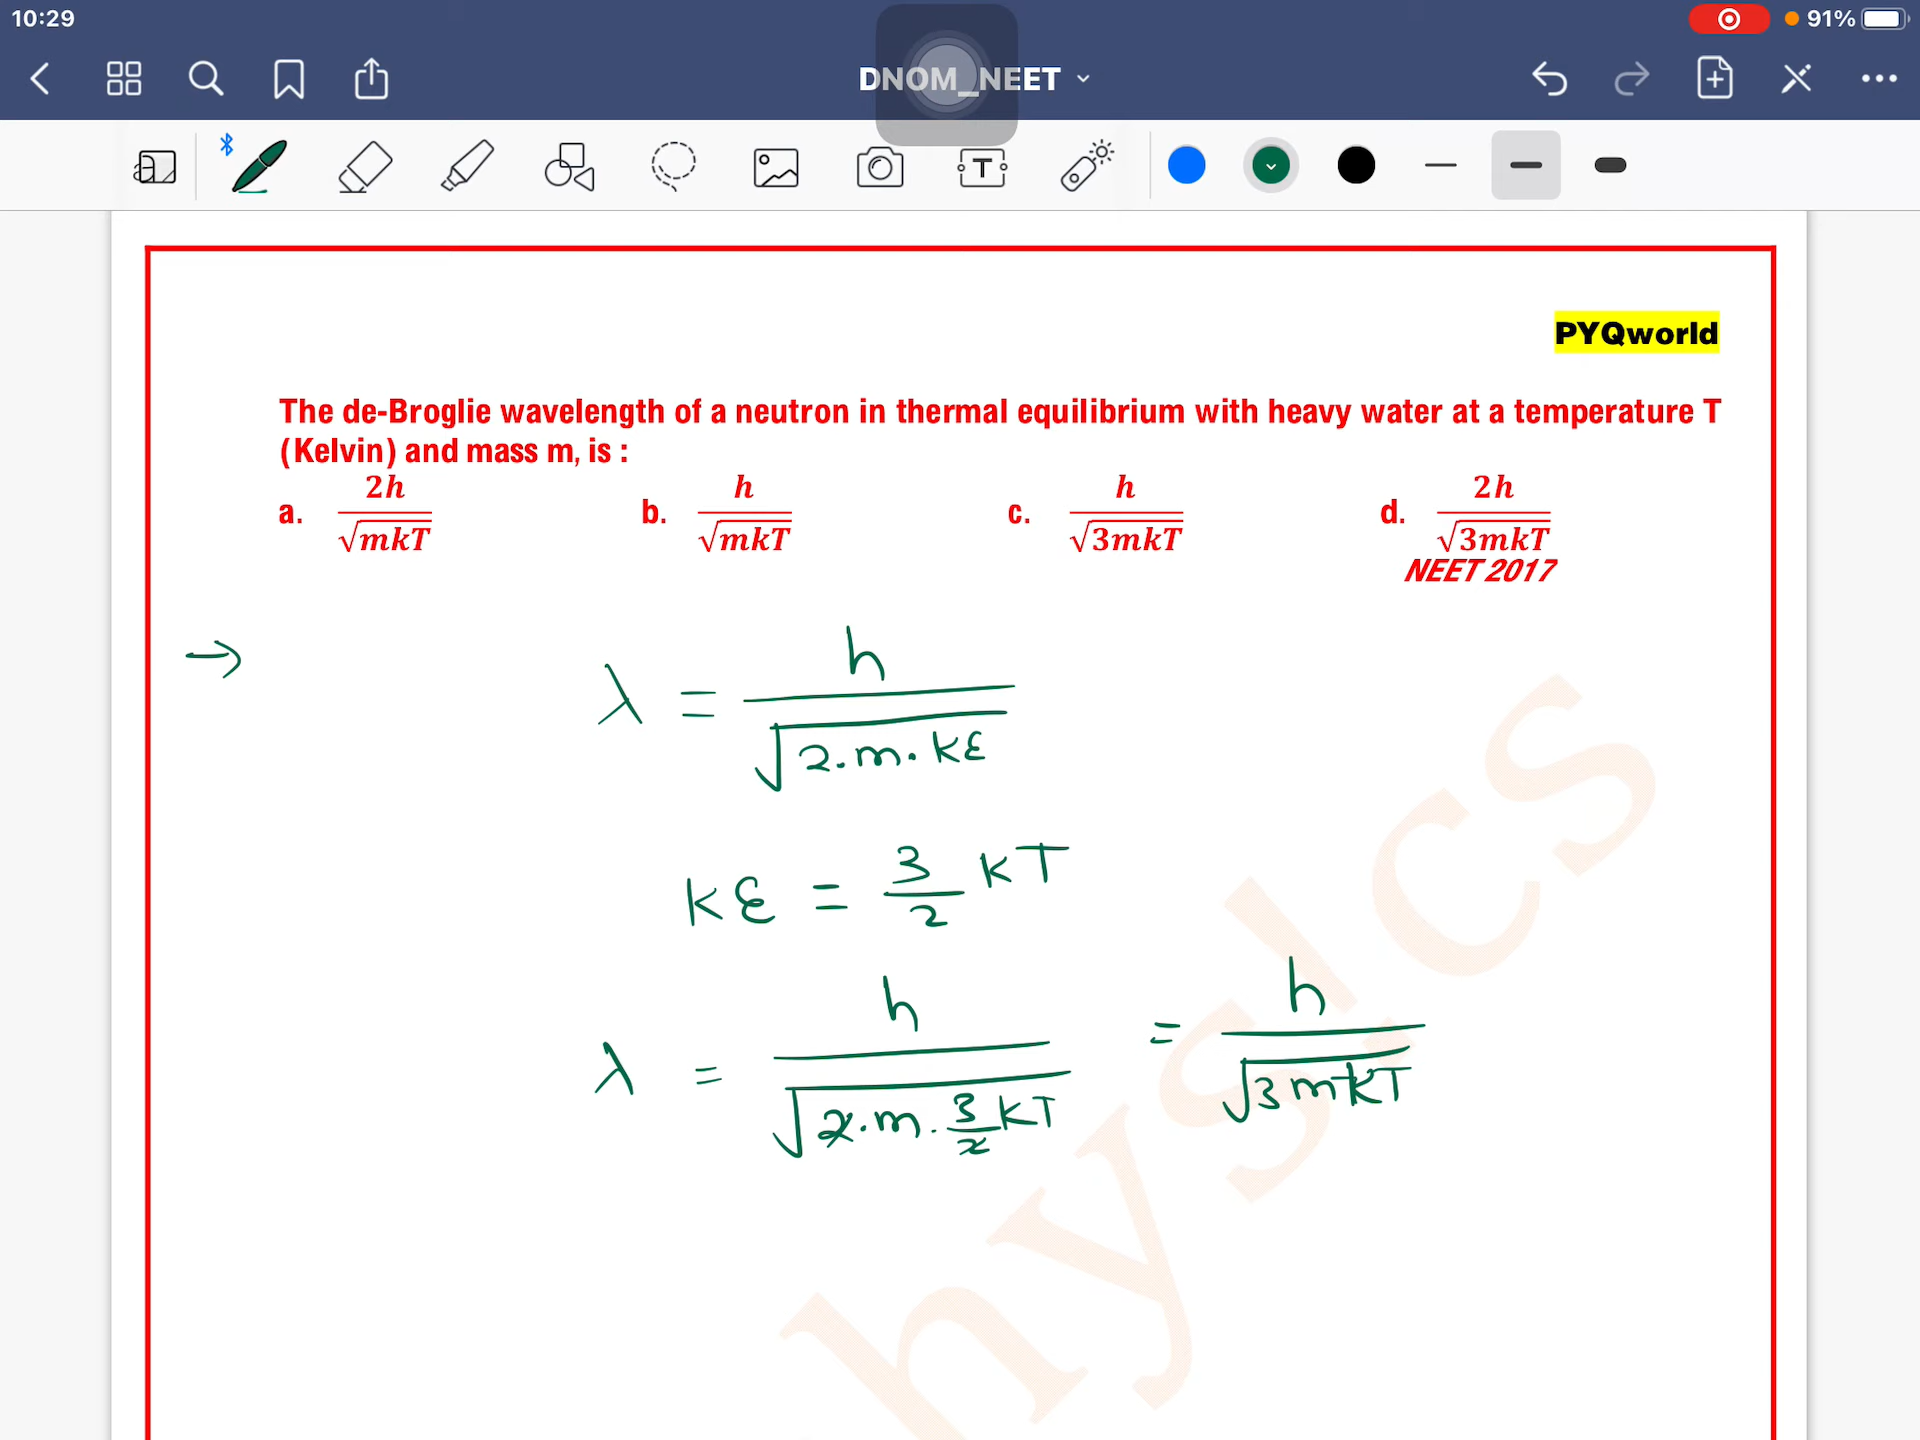 10:29
91%
DNOM_NEET
PYQworld
The de-Broglie wavelength of a neutron in thermal equilibrium with heavy water at a temperature T
(Kelvin) and mass m, is :
a. 2h/√mkT b. h/√mkT c. h/√3mkT d. 2h/√3mkT
NEET 2017
→ λ = h/√2.m.KE
KE = 3/2 KT
λ = h/√2.m.3/2 KT = h/√3mKT
hysics